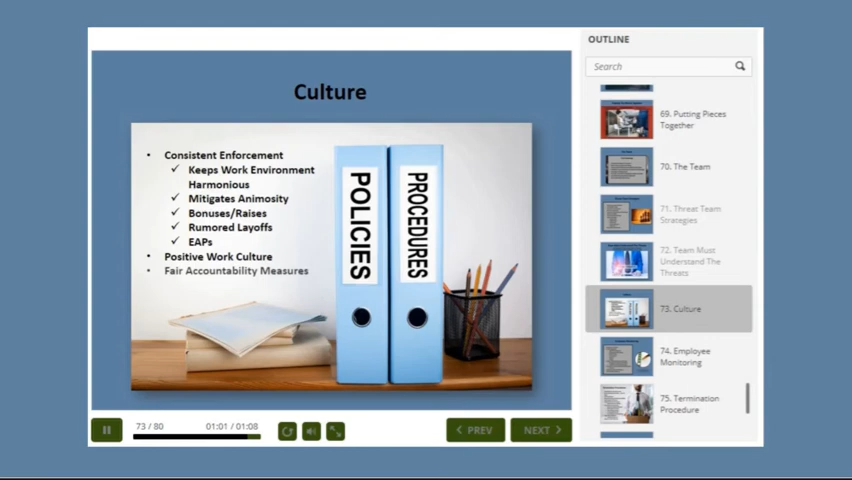 Culture
• Consistent Enforcement
✓ Keeps Work Environment
Harmonious
✓ Mitigates Animosity
✓ Bonuses/Raises
✓ Rumored Layoffs
✓ EAPs
• Positive Work Culture
• Fair Accountability Measures
POLICIES
PROCEDURES
73 / 80
01:01 / 01:08
< PREV
NEXT >
OUTLINE
Search
69. Putting Pieces
Together
70. The Team
71. Threat Team
Strategies
72. Team Must
Understand The
Threats
73. Culture
74. Employee
Monitoring
75. Termination
Procedure